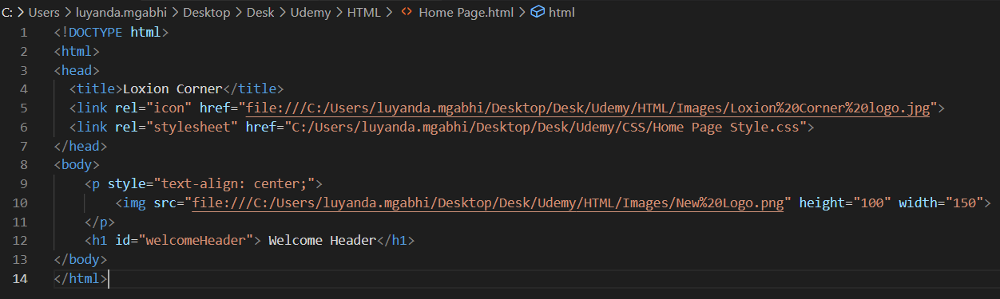 C: > Users > luyanda.mgabhi > Desktop > Desk > Udemy > HTML > <> Home Page.html > html
1 <!DOCTYPE html>
2 <html>
3 <head>
4   <title>Loxion Corner</title>
5   <link rel="icon" href="file:///C:/Users/luyanda.mgabhi/Desktop/Desk/Udemy/HTML/Images/Loxion%20Corner%20logo.jpg">
6   <link rel="stylesheet" href="C:/Users/luyanda.mgabhi/Desktop/Desk/Udemy/CSS/Home Page Style.css">
7 </head>
8 <body>
9     <p style="text-align: center;">
10         <img src="file:///C:/Users/luyanda.mgabhi/Desktop/Desk/Udemy/HTML/Images/New%20Logo.png" height="100" width="150">
11     </p>
12     <h1 id="welcomeHeader"> Welcome Header</h1>
13 </body>
14 </html>